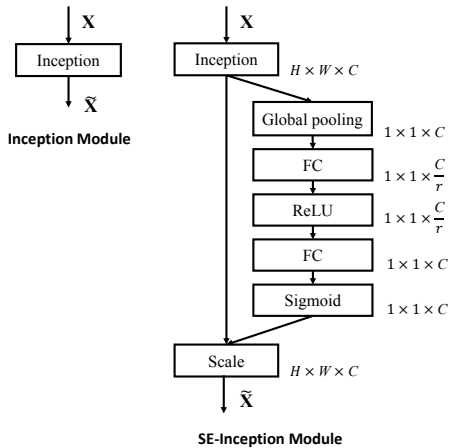 X
Inception
X̃
Inception Module
X
Inception
H × W × C
Global pooling
1 × 1 × C
FC
1 × 1 × C/r
ReLU
1 × 1 × C/r
FC
1 × 1 × C
Sigmoid
1 × 1 × C
Scale
H × W × C
X̃
SE-Inception Module